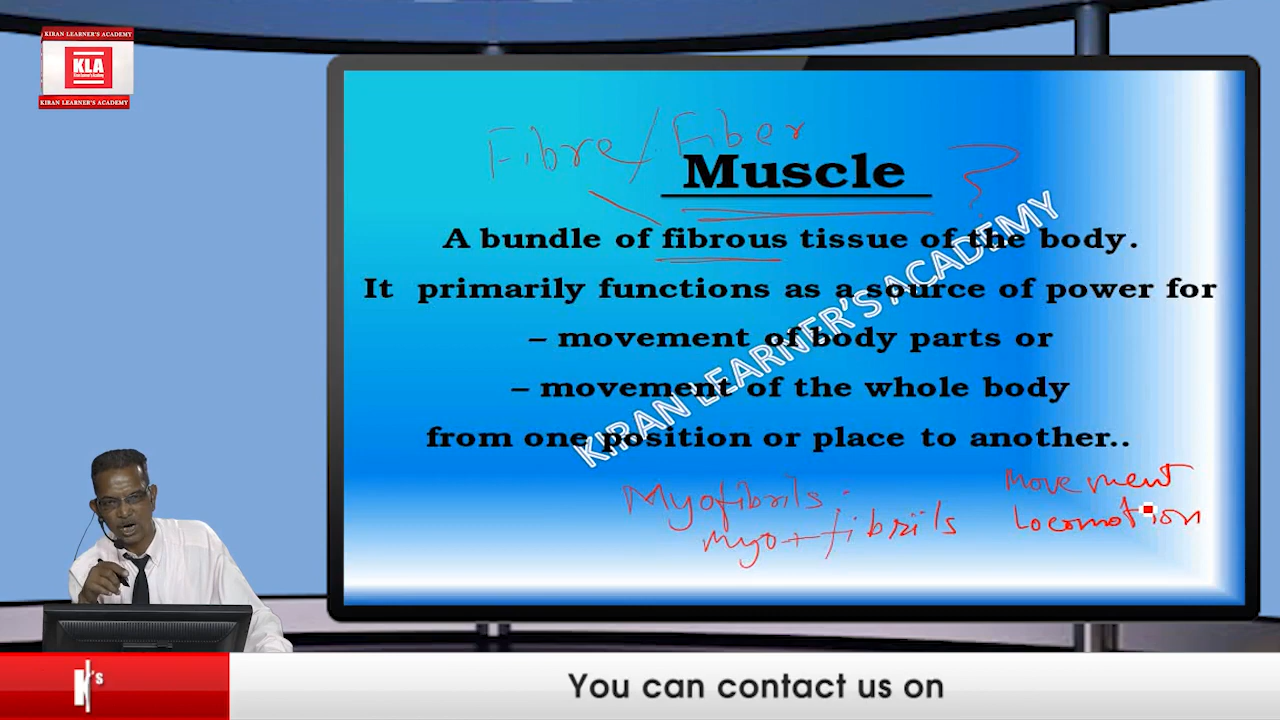 KIRAN LEARNER'S ACADEMY
KLA
KIRAN LEARNER'S ACADEMY
Fibre/Fiber
Muscle ?
A bundle of fibrous tissue of the body.
It primarily functions as a source of power for
– movement of body parts or
– movement of the whole body
from one position or place to another..
KIRAN LEARNER'S ACADEMY
Myofibrils:
Myo+fibrils
Movement
Locomotion
K's
You can contact us on